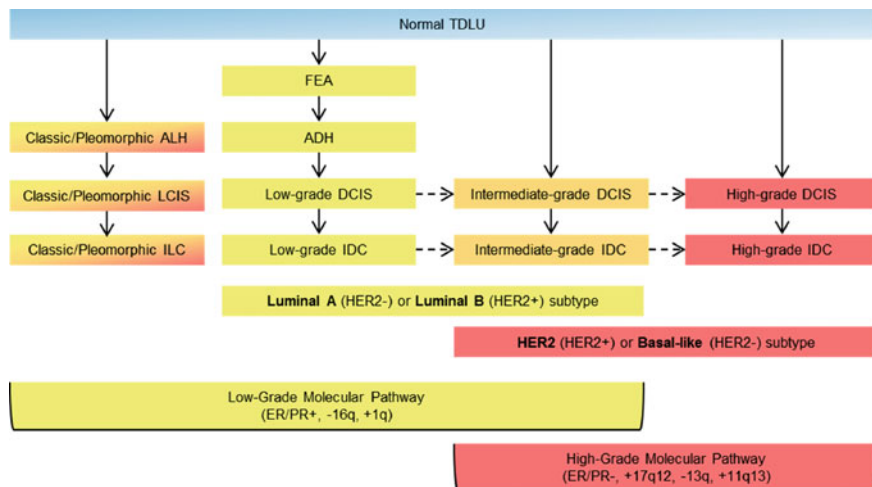 Normal TDLU
FEA
Classic/Pleomorphic ALH
ADH
Classic/Pleomorphic LCIS
Low-grade DCIS
Intermediate-grade DCIS
High-grade DCIS
Classic/Pleomorphic ILC
Low-grade IDC
Intermediate-grade IDC
High-grade IDC
Luminal A (HER2-) or Luminal B (HER2+) subtype
HER2 (HER2+) or Basal-like (HER2-) subtype
Low-Grade Molecular Pathway
(ER/PR+, -16q, +1q)
High-Grade Molecular Pathway
(ER/PR-, +17q12, -13q, +11q13)